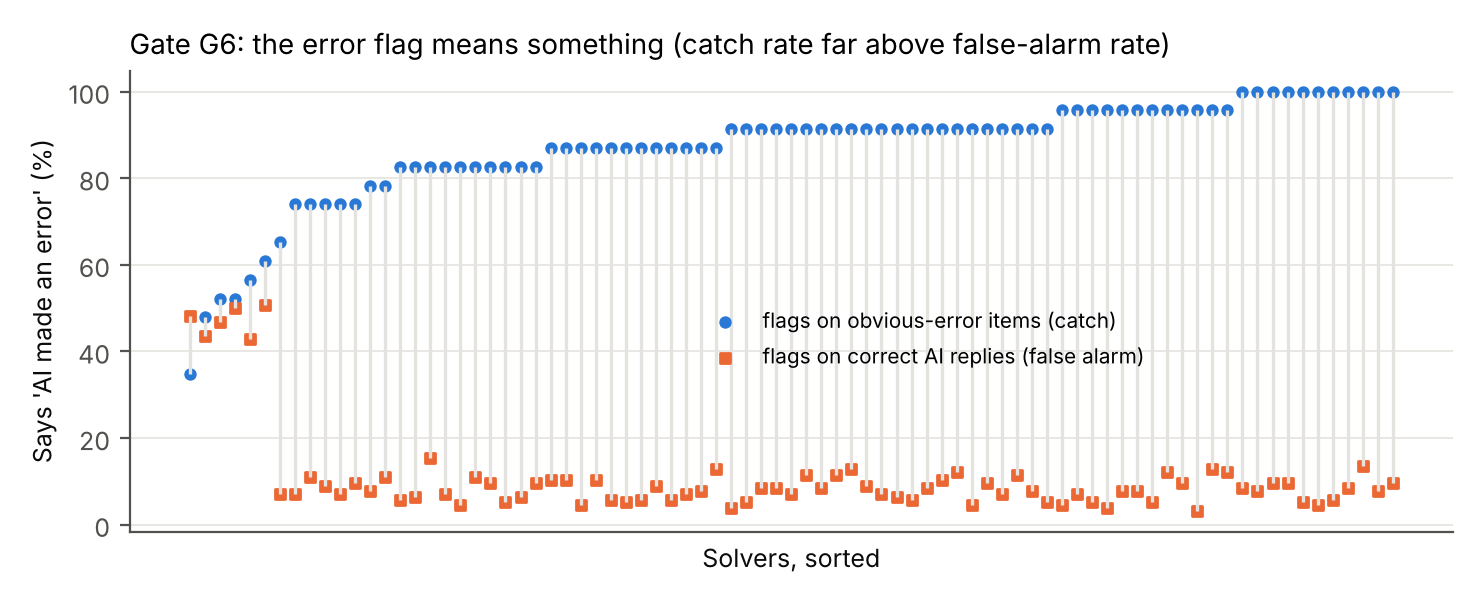 Gate G6: the error flag means something (catch rate far above false-alarm rate)
100
80
60
40
20
0
Says 'AI made an error' (%)
flags on obvious-error items (catch)
flags on correct AI replies (false alarm)
Solvers, sorted